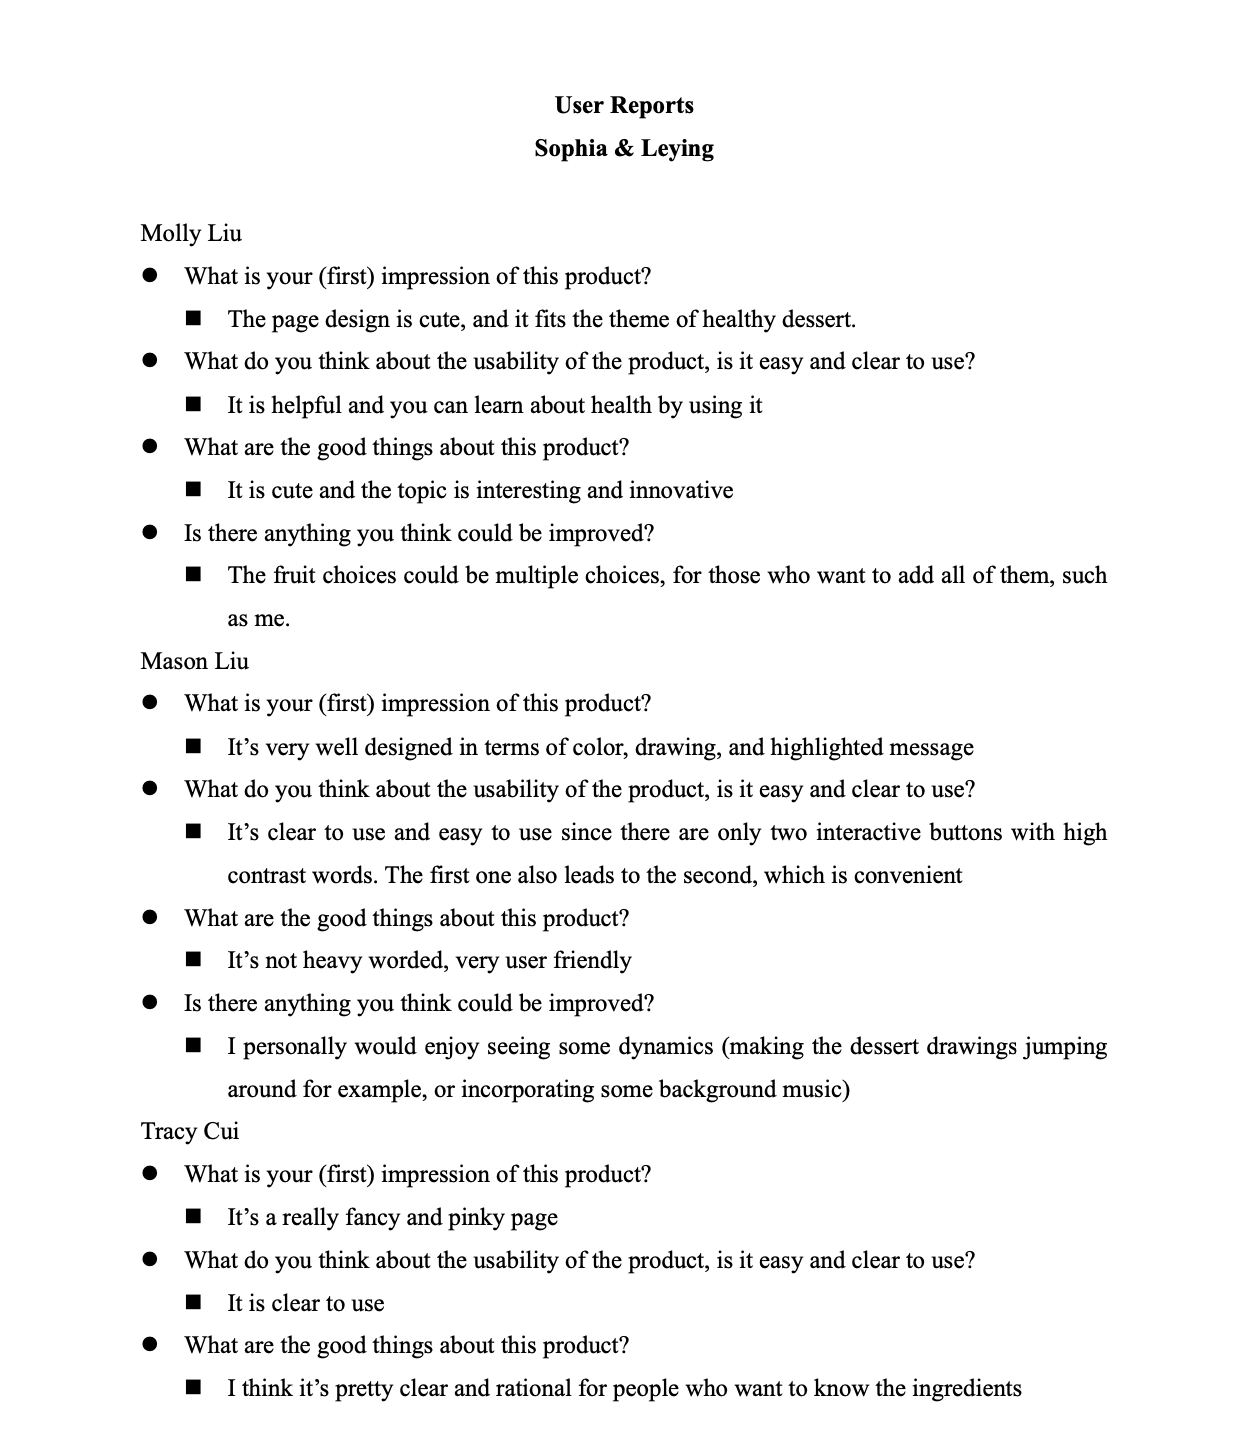 User Reports
Sophia & Leying
Molly Liu
● What is your (first) impression of this product?
■ The page design is cute, and it fits the theme of healthy dessert.
● What do you think about the usability of the product, is it easy and clear to use?
■ It is helpful and you can learn about health by using it
● What are the good things about this product?
■ It is cute and the topic is interesting and innovative
● Is there anything you think could be improved?
■ The fruit choices could be multiple choices, for those who want to add all of them, such
as me.
Mason Liu
● What is your (first) impression of this product?
■ It’s very well designed in terms of color, drawing, and highlighted message
● What do you think about the usability of the product, is it easy and clear to use?
■ It’s clear to use and easy to use since there are only two interactive buttons with high
contrast words. The first one also leads to the second, which is convenient
● What are the good things about this product?
■ It’s not heavy worded, very user friendly
● Is there anything you think could be improved?
■ I personally would enjoy seeing some dynamics (making the dessert drawings jumping
around for example, or incorporating some background music)
Tracy Cui
● What is your (first) impression of this product?
■ It’s a really fancy and pinky page
● What do you think about the usability of the product, is it easy and clear to use?
■ It is clear to use
● What are the good things about this product?
■ I think it’s pretty clear and rational for people who want to know the ingredients